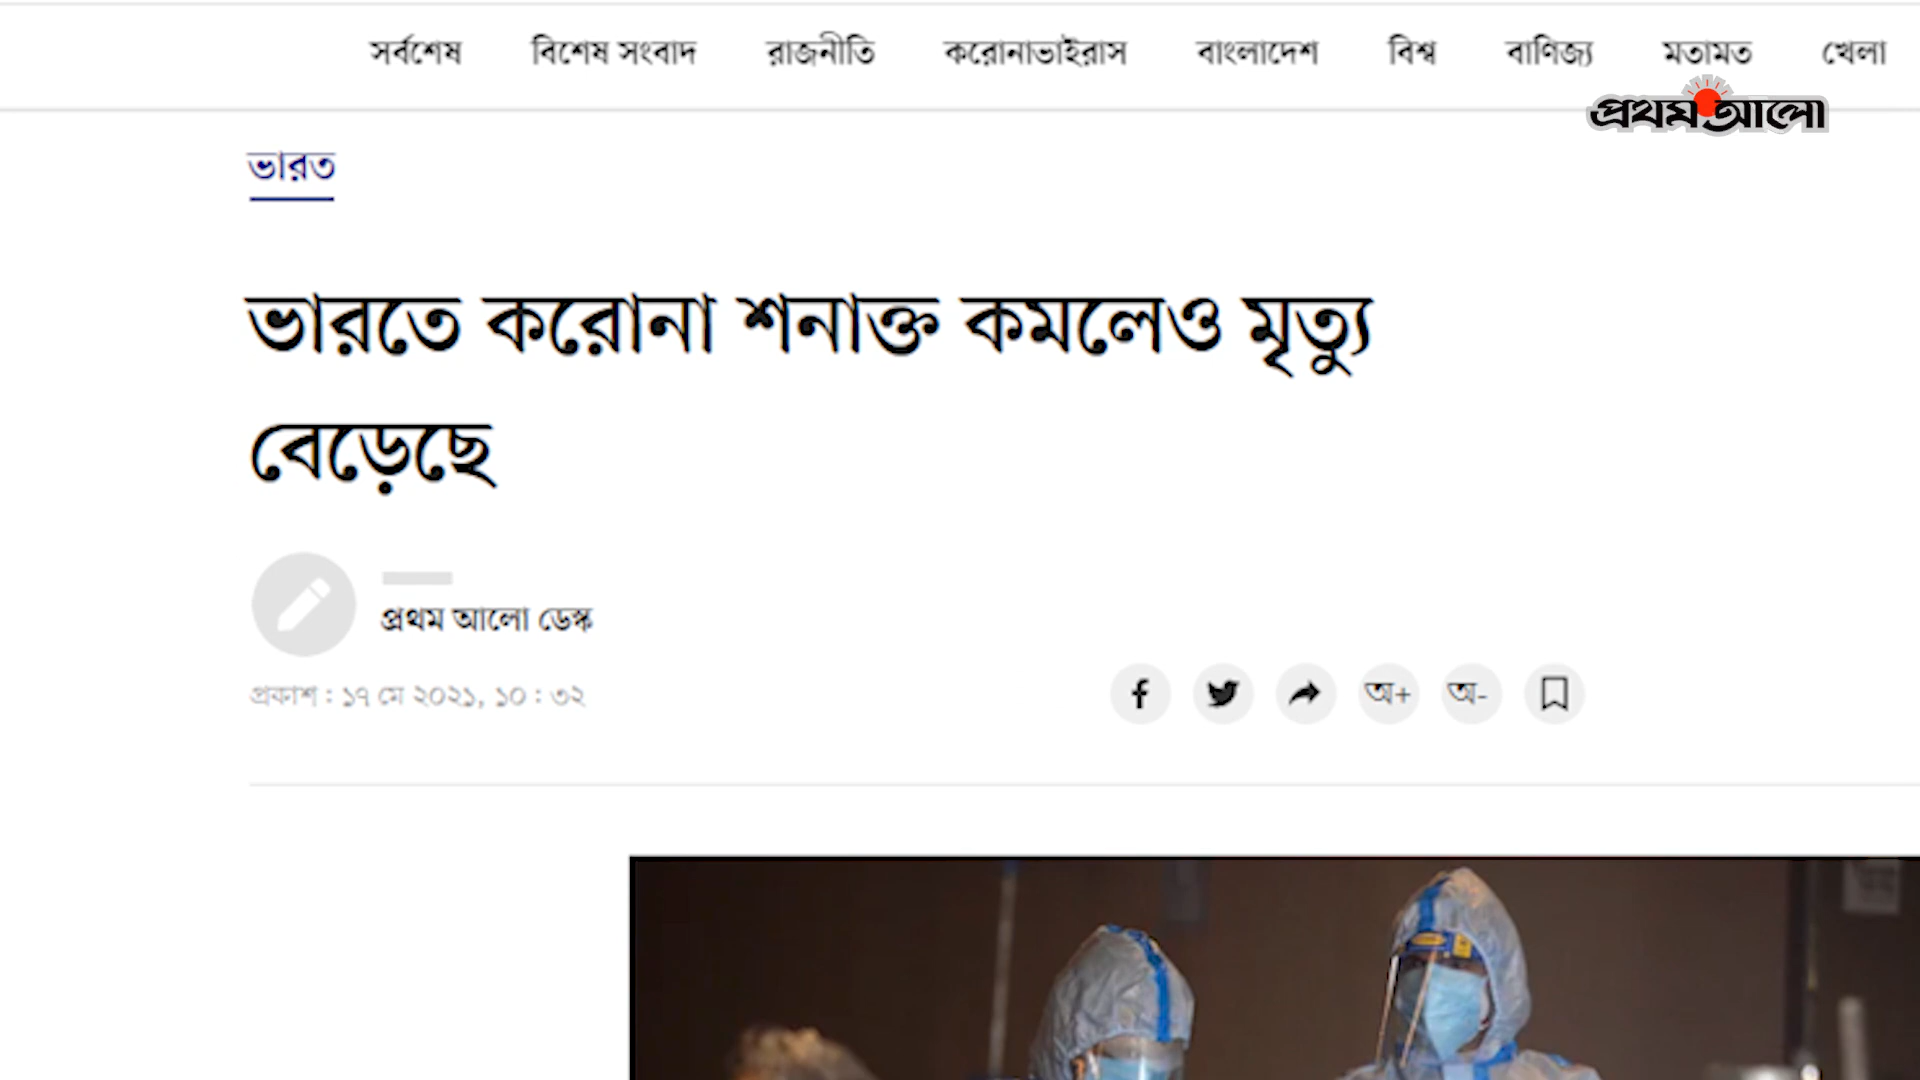 সর্বশেষ বিশেষ সংবাদ রাজনীতি করোনাভাইরাস বাংলাদেশ বিশ্ব বাণিজ্য মতামত খেলা
প্রথম আলো
ভারত
ভারতে করোনা শনাক্ত কমলেও মৃত্যু
বেড়েছে
প্রথম আলো ডেস্ক
প্রকাশ : ১৭ মে ২০২১, ১০ : ৩২
অ+ অ-